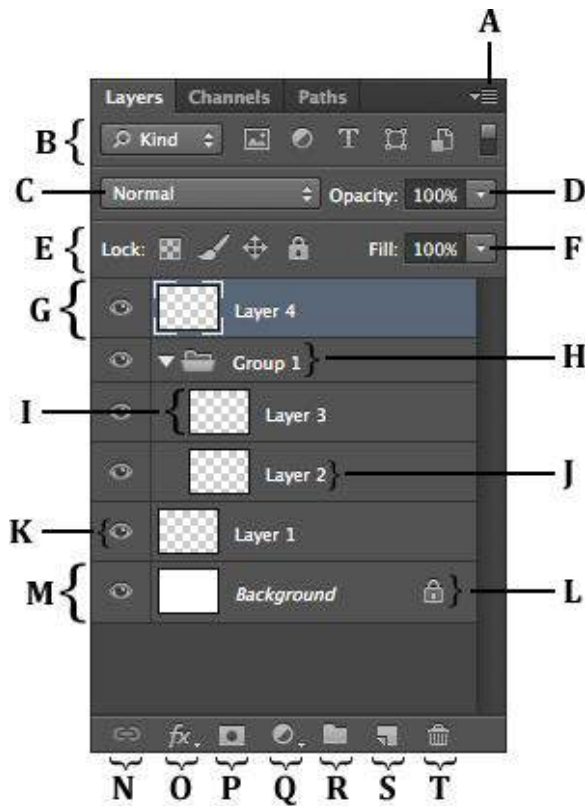 A
Layers Channels Paths
B { Kind T
C Normal Opacity: 100% D
E { Lock: Fill: 100% F
G { Layer 4
Group 1 } H
I { Layer 3
Layer 2 } J
K { Layer 1
M { Background } L
fx.
N O P Q R S T